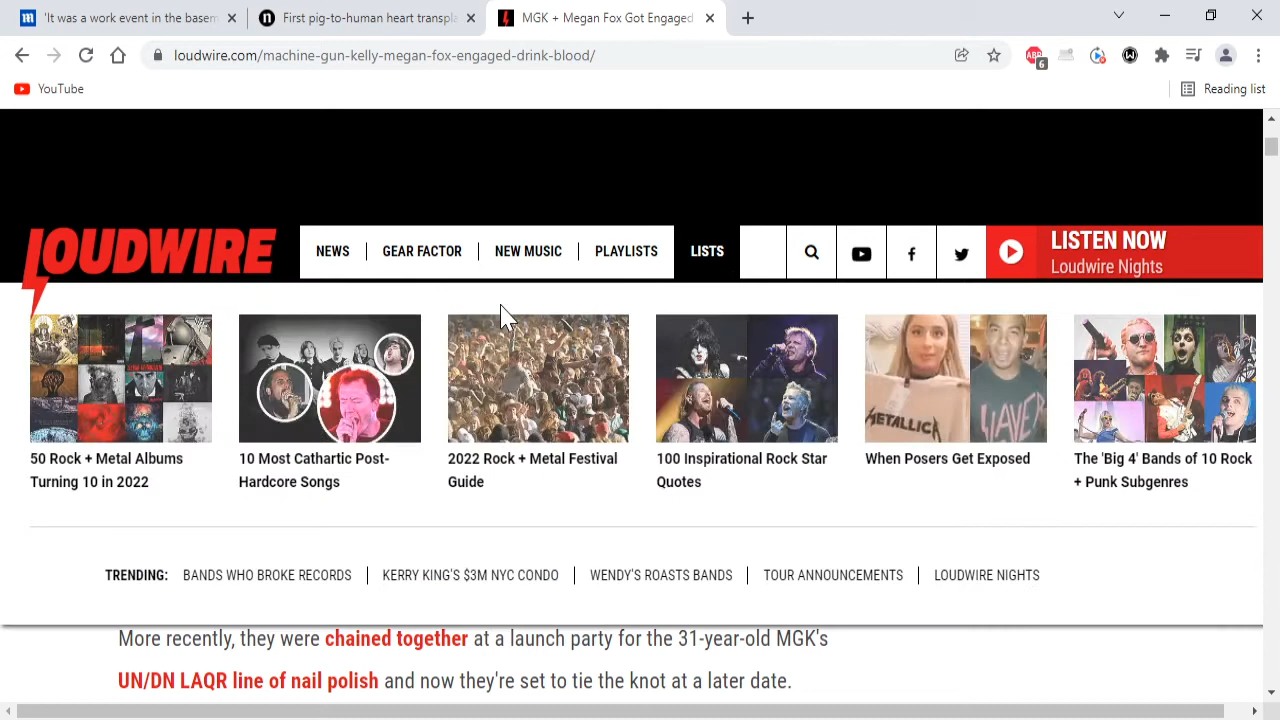 'It was a work event in the basem
First pig-to-human heart transpla
MGK + Megan Fox Got Engaged
loudwire.com/machine-gun-kelly-megan-fox-engaged-drink-blood/
ABP
6
YouTube
Reading list
LOUDWIRE
NEWS
GEAR FACTOR
NEW MUSIC
PLAYLISTS
LISTS
LISTEN NOW
Loudwire Nights
METALLICA
SLAYER
50 Rock + Metal Albums
Turning 10 in 2022
10 Most Cathartic Post-
Hardcore Songs
2022 Rock + Metal Festival
Guide
100 Inspirational Rock Star
Quotes
When Posers Get Exposed
The 'Big 4' Bands of 10 Rock
+ Punk Subgenres
TRENDING:
BANDS WHO BROKE RECORDS
KERRY KING'S $3M NYC CONDO
WENDY'S ROASTS BANDS
TOUR ANNOUNCEMENTS
LOUDWIRE NIGHTS
More recently, they were chained together at a launch party for the 31-year-old MGK's
UN/DN LAQR line of nail polish and now they're set to tie the knot at a later date.